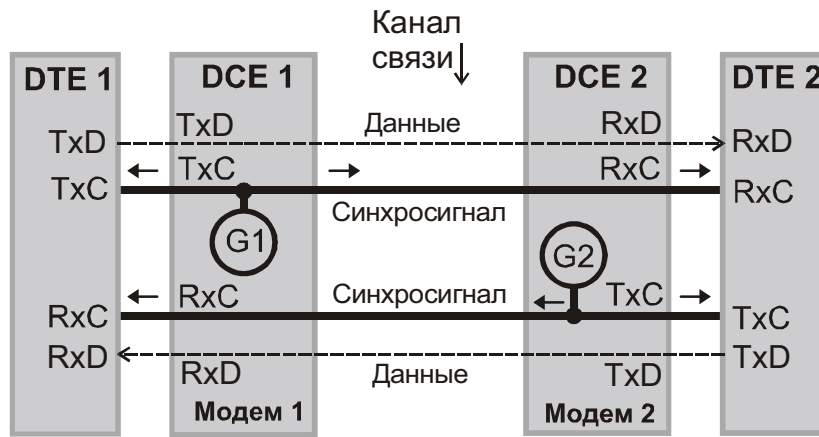 Канал
связи
DTE 1
DCE 1
DCE 2
DTE 2
TxD
TxD
Данные
RxD
RxD
TxC
TxC
RxC
RxC
Синхросигнал
G1
G2
RxC
RxC
Синхросигнал
TxC
TxC
RxD
RxD
Данные
TxD
TxD
Модем 1
Модем 2